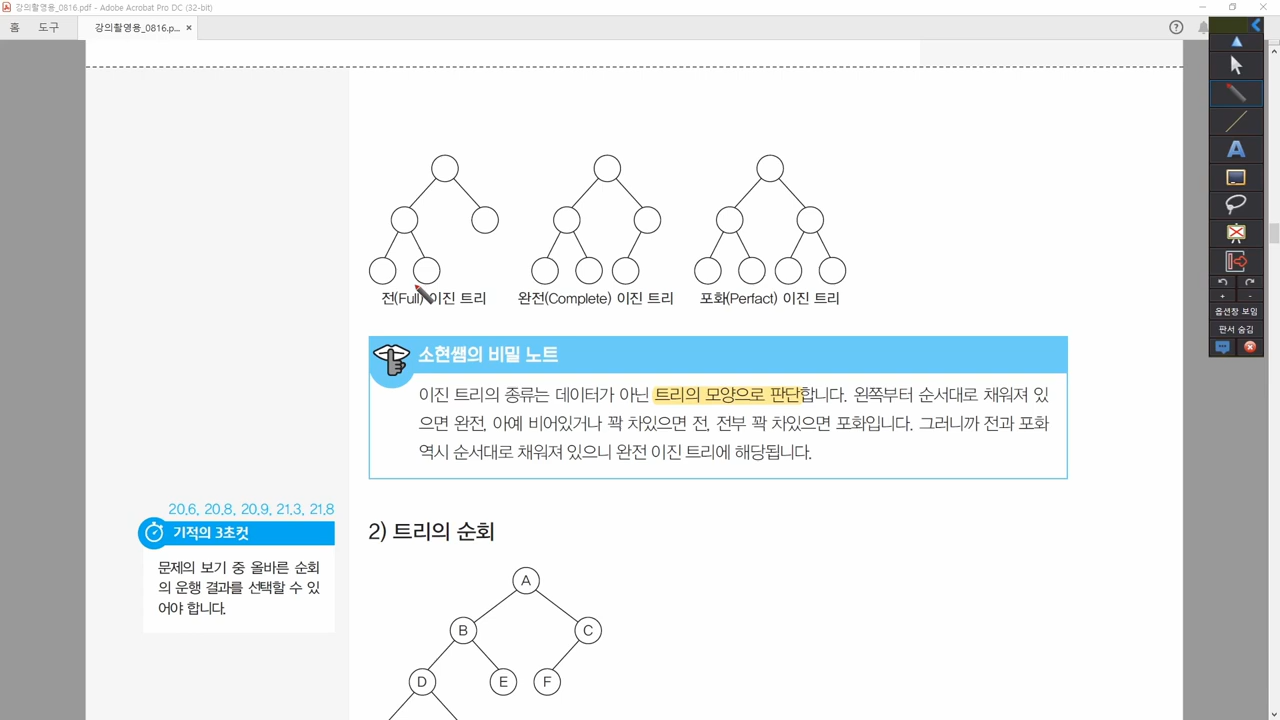 강의촬영용_0816.pdf - Adobe Acrobat Pro DC (32-bit)
홈 도구 강의촬영용_0816.p... ×
전(Full) 이진 트리 완전(Complete) 이진 트리 포화(Perfact) 이진 트리
소현쌤의 비밀 노트
이진 트리의 종류는 데이터가 아닌 트리의 모양으로 판단합니다. 왼쪽부터 순서대로 채워져 있
으면 완전, 아예 비어있거나 꽉 차있으면 전, 전부 꽉 차있으면 포화입니다. 그러니까 전과 포화
역시 순서대로 채워져 있으니 완전 이진 트리에 해당됩니다.
20.6, 20.8, 20.9, 21.3, 21.8
기적의 3초컷
문제의 보기 중 올바른 순회
의 운행 결과를 선택할 수 있
어야 합니다.
2) 트리의 순회
A
B C
D E F
A
+ -
옵션창 보임
판서 숨김